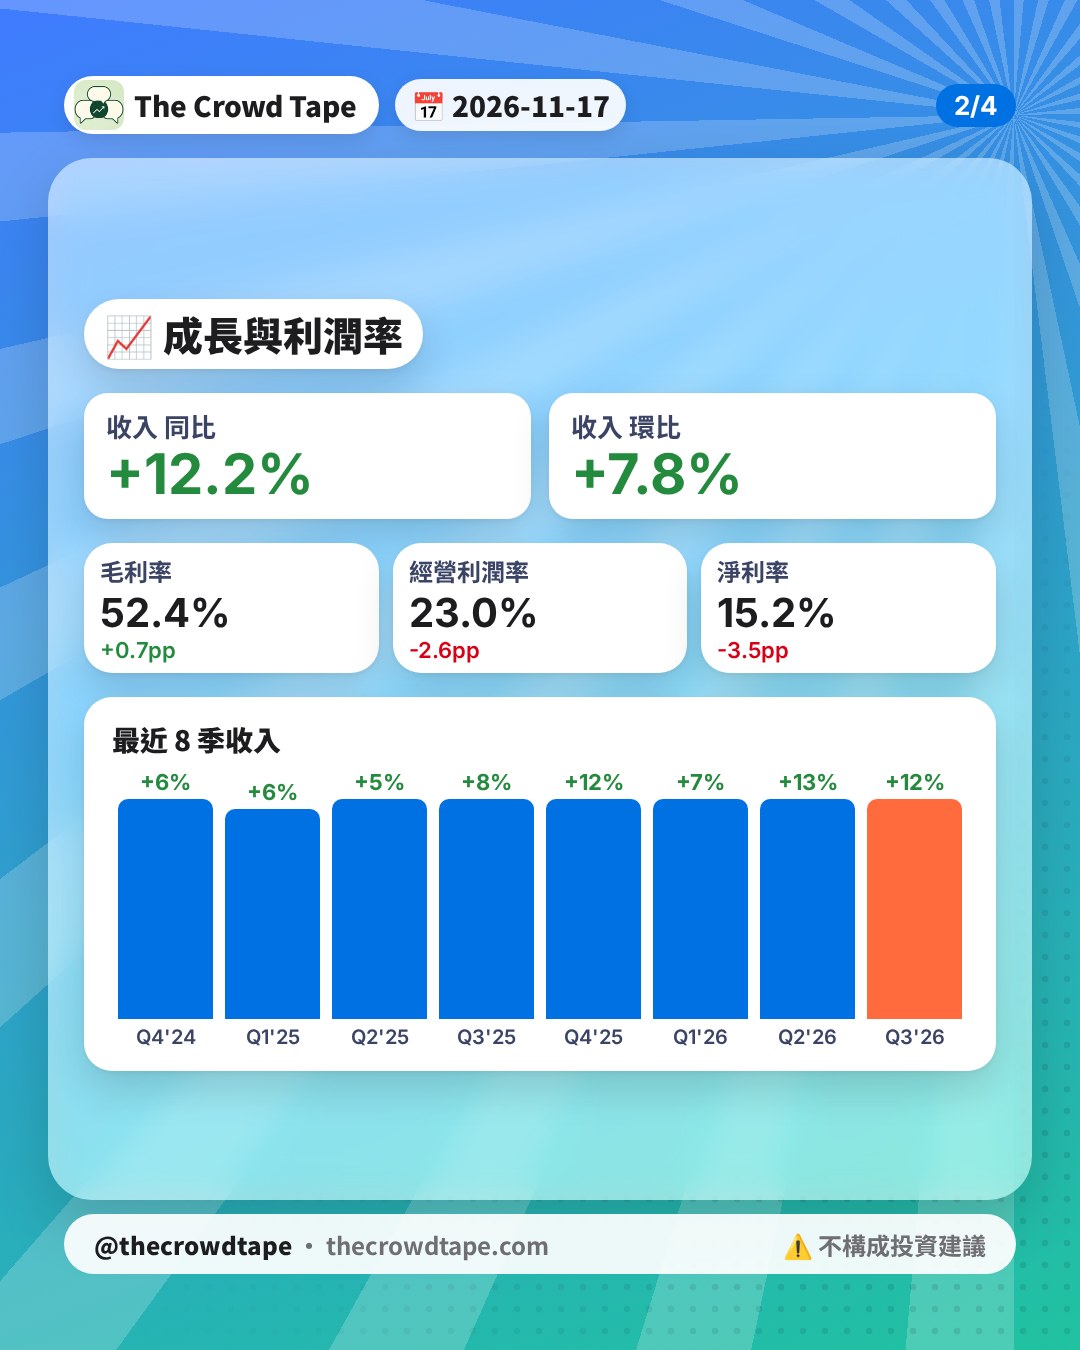 The Crowd Tape
2026-11-17
2/4
成長與利潤率
收入 同比
+12.2%
收入 環比
+7.8%
毛利率
52.4%
+0.7pp
經營利潤率
23.0%
-2.6pp
淨利率
15.2%
-3.5pp
最近 8 季收入
+6% +6% +5% +8% +12% +7% +13% +12%
Q4'24 Q1'25 Q2'25 Q3'25 Q4'25 Q1'26 Q2'26 Q3'26
@thecrowdtape • thecrowdtape.com
⚠️ 不構成投資建議